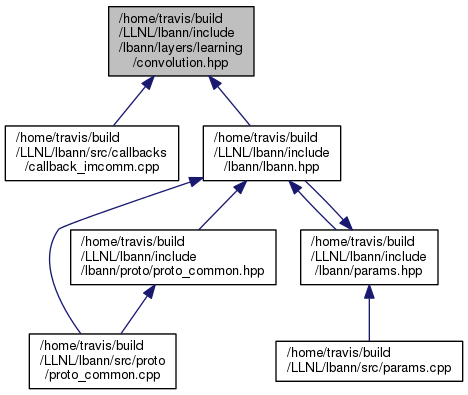 /home/travis/build
/LLNL/lbann/include
/lbann/layers/learning
/convolution.hpp
/home/travis/build
/LLNL/lbann/src/callbacks
/callback_imcomm.cpp
/home/travis/build
/LLNL/lbann/include
/lbann/lbann.hpp
/home/travis/build
/LLNL/lbann/include
/lbann/proto/proto_common.hpp
/home/travis/build
/LLNL/lbann/include
/lbann/params.hpp
/home/travis/build
/LLNL/lbann/src/proto
/proto_common.cpp
/home/travis/build
/LLNL/lbann/src/params.cpp